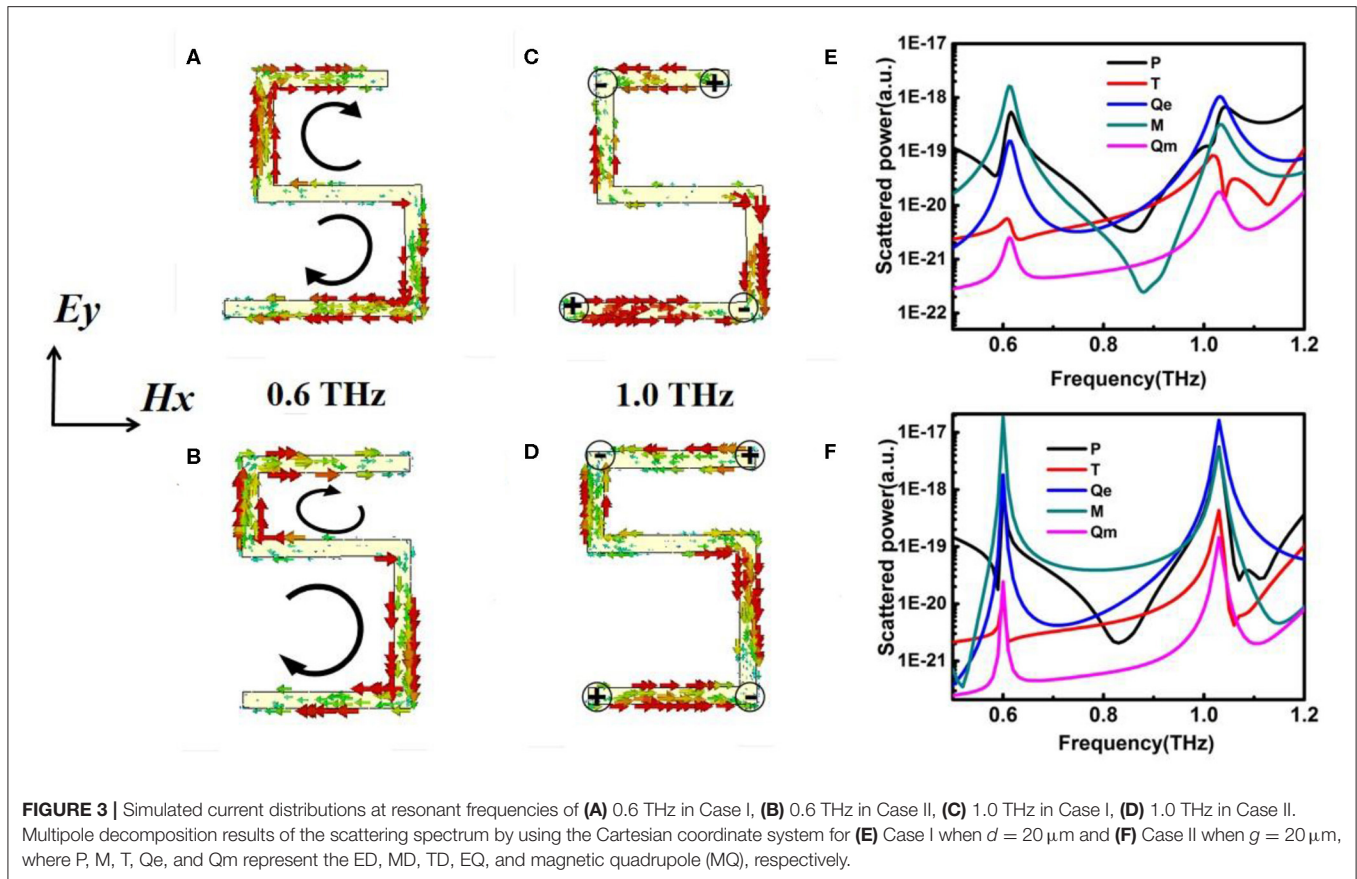 A
C
E
1E-17
1E-18
1E-19
1E-20
1E-21
1E-22
Scattered power(a.u.)
P
T
Qe
M
Qm
0.6 0.8 1.0 1.2
Frequency(THz)
- +
+ -
Ey
Hx
0.6 THz
1.0 THz
B
D
F
1E-17
1E-18
1E-19
1E-20
1E-21
Scattered power(a.u.)
P
T
Qe
M
Qm
0.6 0.8 1.0 1.2
Frequency(THz)
- +
+ -
FIGURE 3 | Simulated current distributions at resonant frequencies of (A) 0.6 THz in Case I, (B) 0.6 THz in Case II, (C) 1.0 THz in Case I, (D) 1.0 THz in Case II.
Multipole decomposition results of the scattering spectrum by using the Cartesian coordinate system for (E) Case I when d = 20 μm and (F) Case II when g = 20 μm,
where P, M, T, Qe, and Qm represent the ED, MD, TD, EQ, and magnetic quadrupole (MQ), respectively.